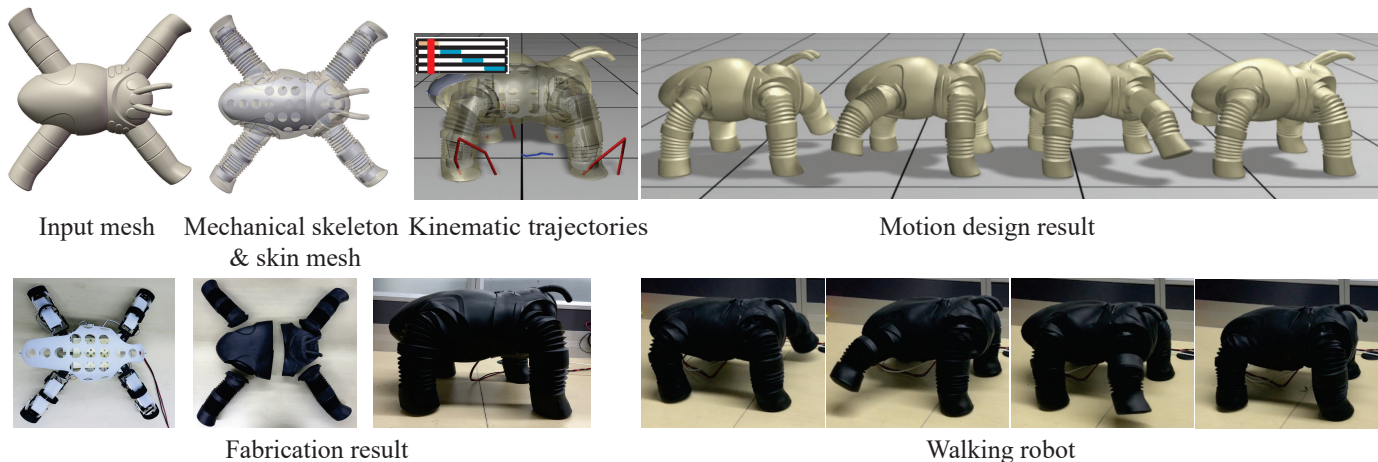 Input mesh
Mechanical skeleton
& skin mesh
Kinematic trajectories
Motion design result
Fabrication result
Walking robot